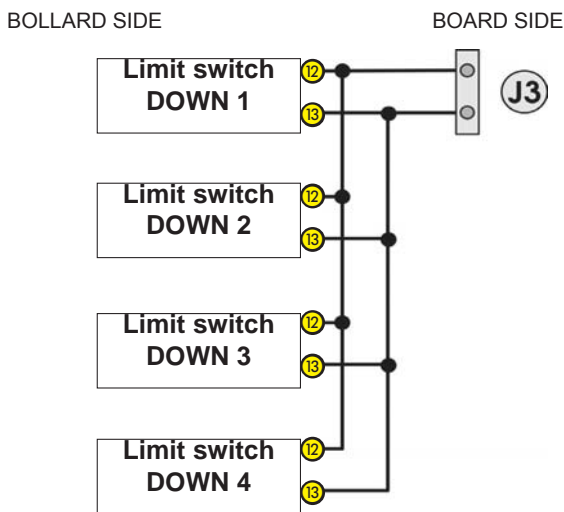 BOLLARD SIDE BOARD SIDE
Limit switch
DOWN 1
12
13
J3
Limit switch
DOWN 2
12
13
Limit switch
DOWN 3
12
13
Limit switch
DOWN 4
12
13